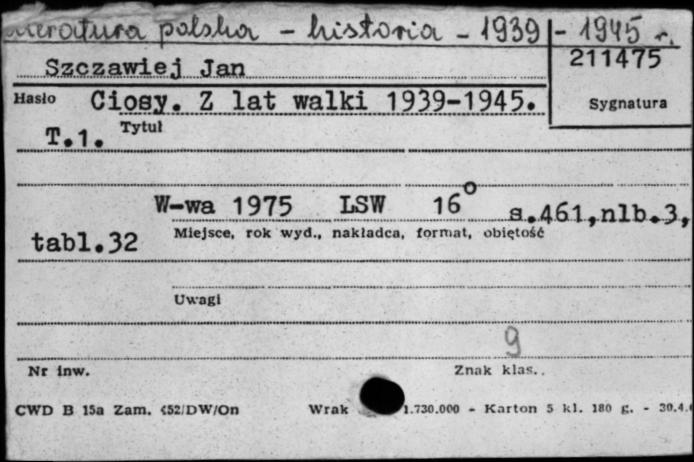 literatura polska - historia - 1939 - 1945 r.
Szczawiej Jan
211475
Hasło Ciosy. Z lat walki 1939-1945.
Sygnatura
Tytuł
T.1.
W-wa 1975 LSW 16° s.461,nlb.3,
Miejsce, rok wyd., nakładca, format, objętość
tabl.32
Uwagi
9
Nr inw. Znak klas.
CWD B 15a Zam. 452/DW/On Wrak 1.730.000 - Karton 5 kl. 180 g. - 30.4.